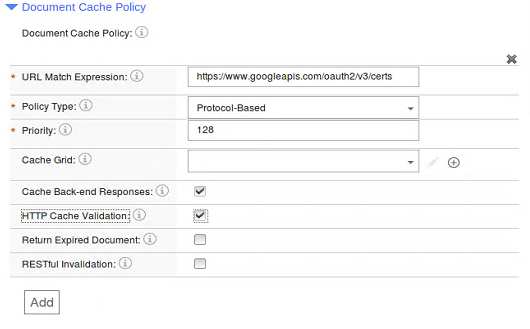 Document Cache Policy
Document Cache Policy:
* URL Match Expression: https://www.googleapis.com/oauth2/v3/certs
* Policy Type: Protocol-Based
* Priority: 128
Cache Grid:
Cache Back-end Responses:
HTTP Cache Validation:
Return Expired Document:
RESTful Invalidation:
Add